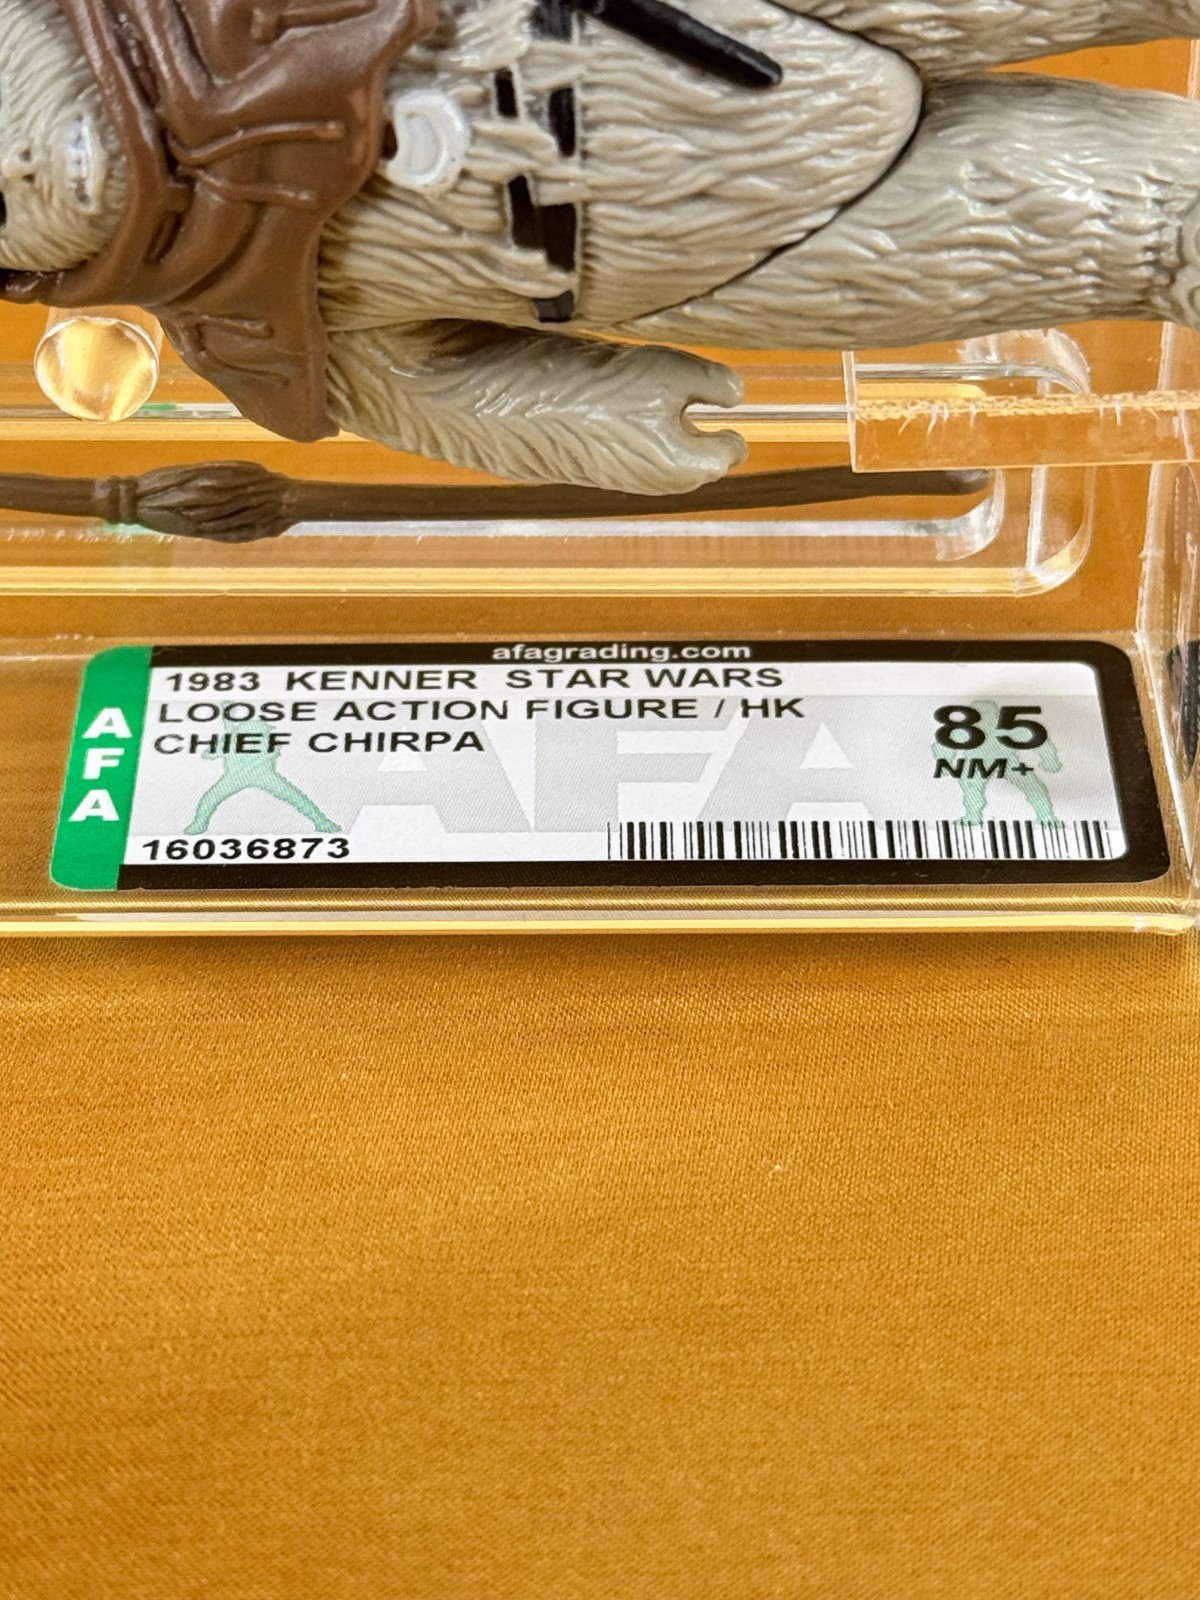 afagrading.com
AFA
1983 KENNER STAR WARS
LOOSE ACTION FIGURE / HK
CHIEF CHIRPA
85
NM+
AFA
16036873